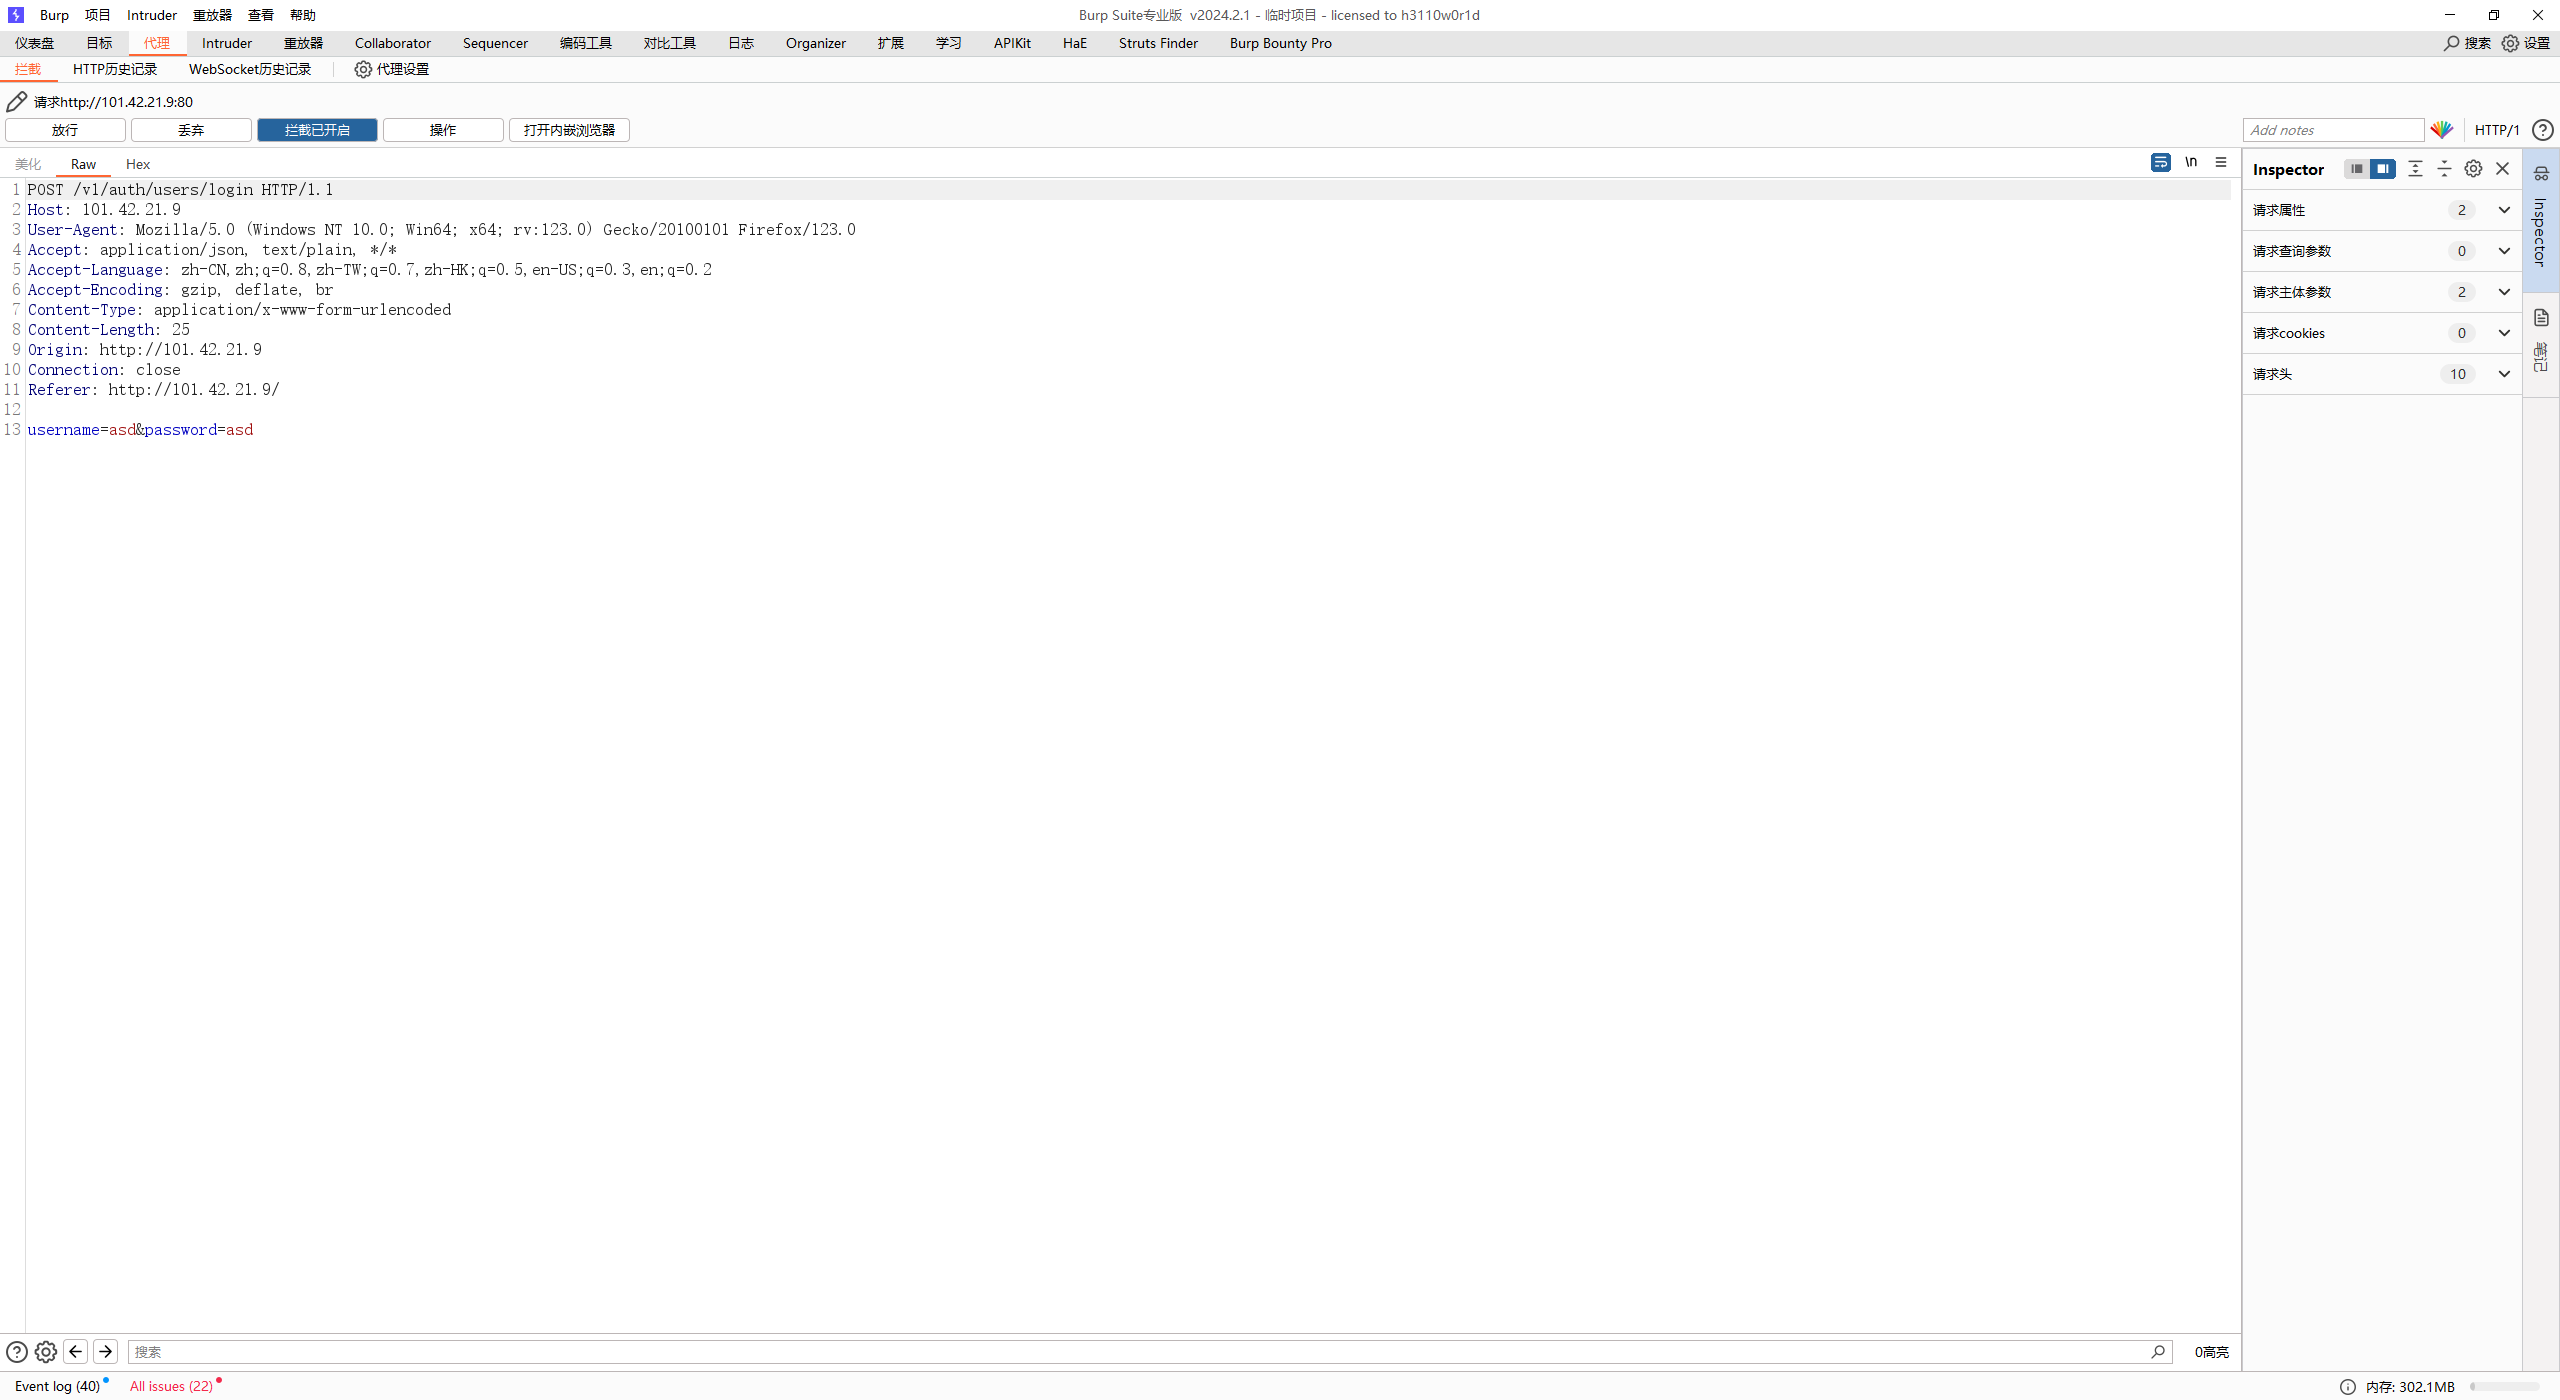 Burp 项目 Intruder 重放器 查看 帮助
Burp Suite专业版 v2024.2.1 - 临时项目 - licensed to h3110w0r1d
仪表盘 目标 代理 Intruder 重放器 Collaborator Sequencer 编码工具 对比工具 日志 Organizer 扩展 学习 APIKit HaE Struts Finder Burp Bounty Pro 搜索 设置
拦截 HTTP历史记录 WebSocket历史记录 代理设置
请求http://101.42.21.9:80
放行 丢弃 拦截已开启 操作 打开内嵌浏览器 Add notes HTTP/1
美化 Raw Hex \n
1 POST /v1/auth/users/login HTTP/1.1
2 Host: 101.42.21.9
3 User-Agent: Mozilla/5.0 (Windows NT 10.0; Win64; x64; rv:123.0) Gecko/20100101 Firefox/123.0
4 Accept: application/json, text/plain, */*
5 Accept-Language: zh-CN,zh;q=0.8,zh-TW;q=0.7,zh-HK;q=0.5,en-US;q=0.3,en;q=0.2
6 Accept-Encoding: gzip, deflate, br
7 Content-Type: application/x-www-form-urlencoded
8 Content-Length: 25
9 Origin: http://101.42.21.9
10 Connection: close
11 Referer: http://101.42.21.9/
12
13 username=asd&password=asd
Inspector
请求属性 2
请求查询参数 0
请求主体参数 2
请求cookies 0
请求头 10
Inspector
笔记
搜索 0高亮
Event log (40) All issues (22) 内存: 302.1MB